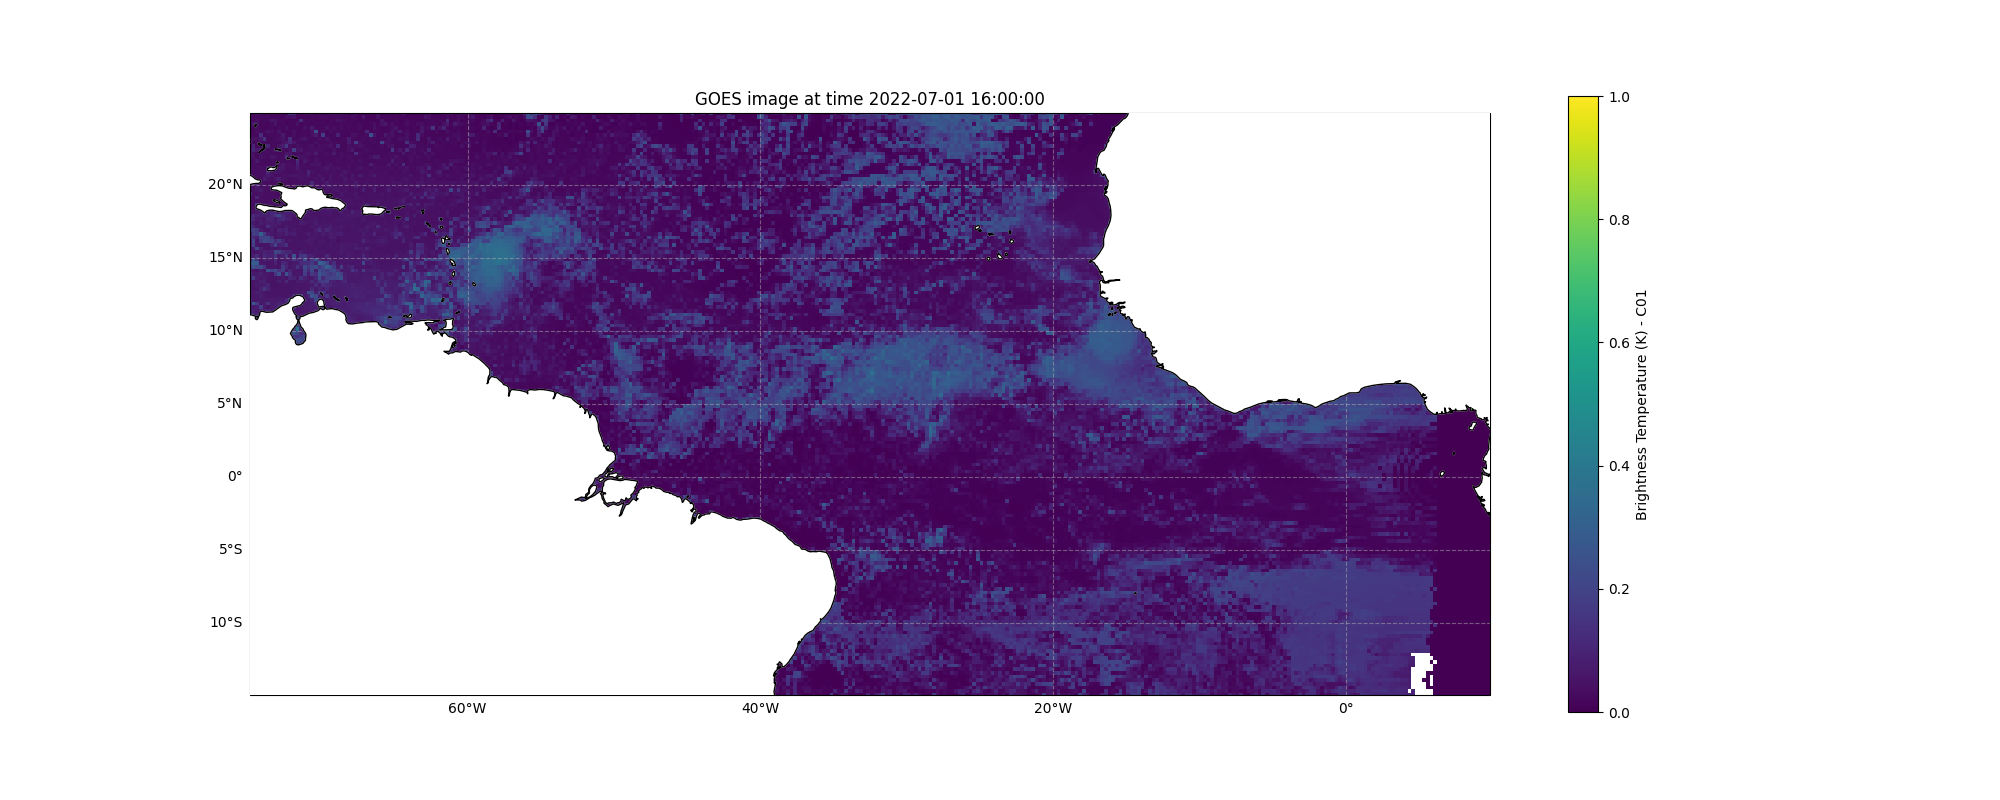 GOES image at time 2022-07-01 16:00:00
20°N
15°N
10°N
5°N
0°
5°S
10°S
60°W
40°W
20°W
0°
1.0
0.8
0.6
0.4
0.2
0.0
Brightness Temperature (K) - C01